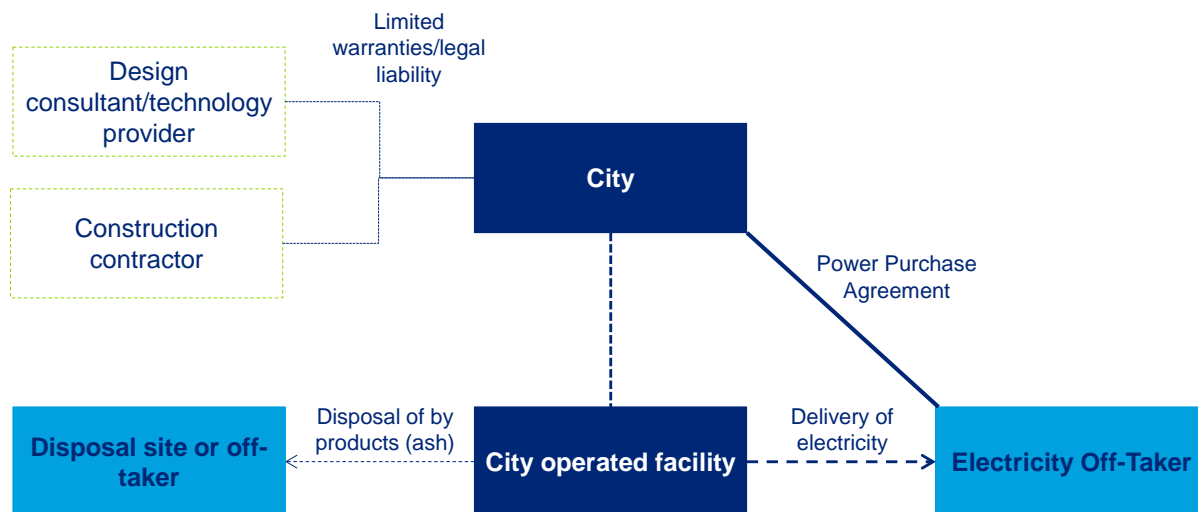 Limited
warranties/legal
liability
Design
consultant/technology
provider
City
Construction
contractor
Power Purchase
Agreement
Disposal site or off-
taker
Disposal of by
products (ash)
City operated facility
Delivery of
electricity
Electricity Off-Taker